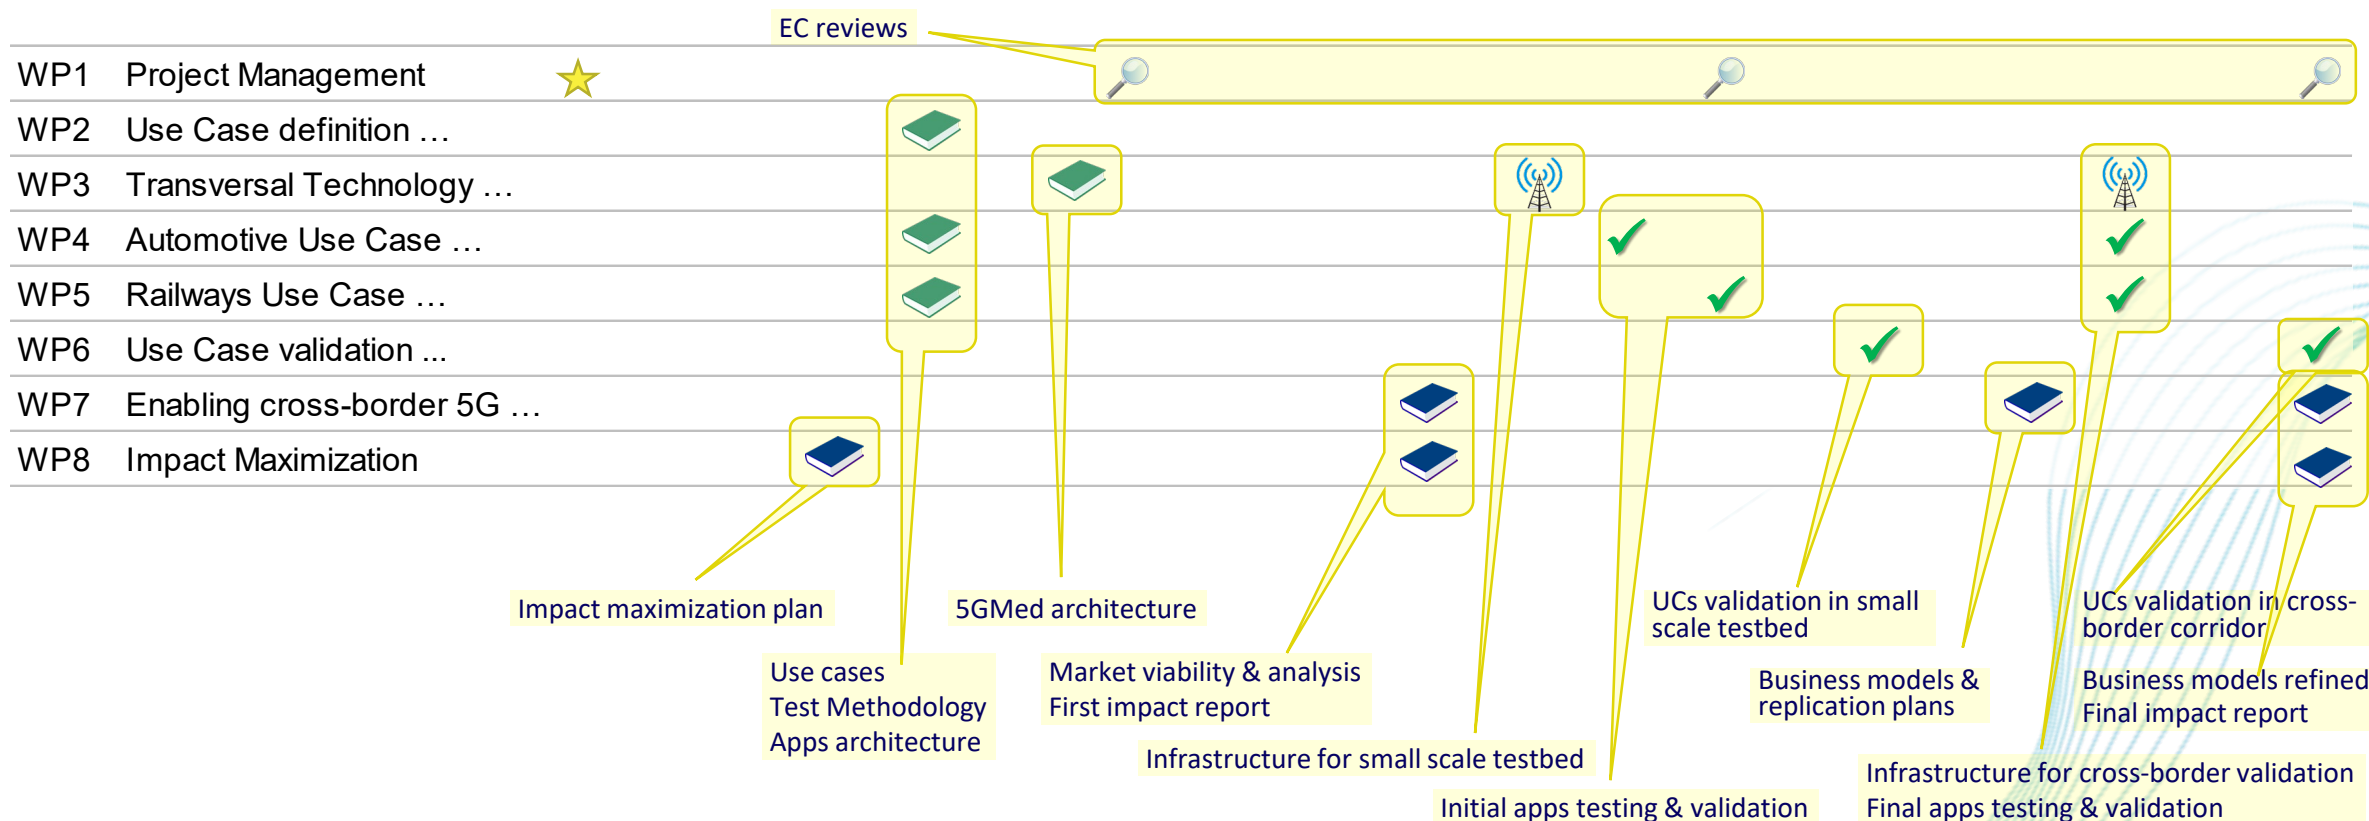 EC reviews
WP1 Project Management
WP2 Use Case definition …
WP3 Transversal Technology …
WP4 Automotive Use Case …
WP5 Railways Use Case …
WP6 Use Case validation ...
WP7 Enabling cross-border 5G …
WP8 Impact Maximization
Impact maximization plan
Use cases
Test Methodology
Apps architecture
5GMed architecture
Market viability & analysis
First impact report
Infrastructure for small scale testbed
Initial apps testing & validation
UCs validation in small
scale testbed
Business models &
replication plans
UCs validation in cross-
border corridor
Business models refined
Final impact report
Infrastructure for cross-border validation
Final apps testing & validation